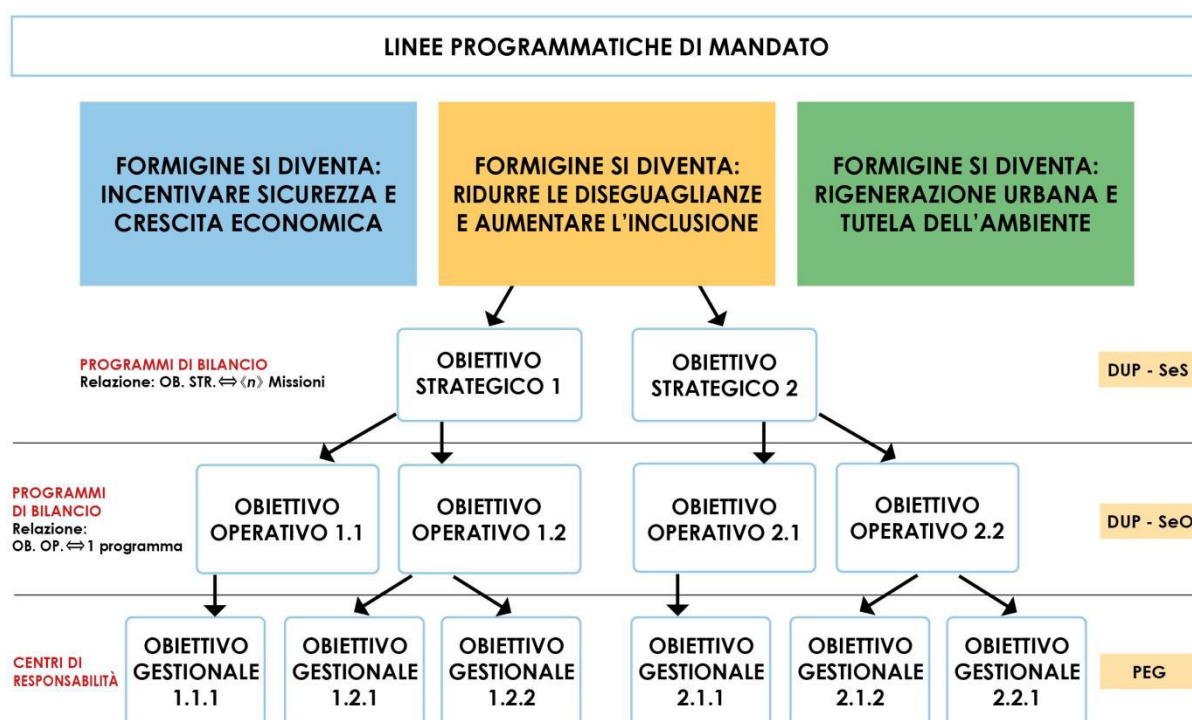 LINEE PROGRAMMATICHE DI MANDATO
FORMIGINE SI DIVENTA:
INCENTIVARE SICUREZZA E
CRESCITA ECONOMICA
FORMIGINE SI DIVENTA:
RIDURRE LE DISEGUAGLIANZE
E AUMENTARE L’INCLUSIONE
FORMIGINE SI DIVENTA:
RIGENERAZIONE URBANA E
TUTELA DELL’AMBIENTE
PROGRAMMI DI BILANCIO
Relazione: OB. STR. ⇔ «n» Missioni
OBIETTIVO
STRATEGICO 1
OBIETTIVO
STRATEGICO 2
DUP - SeS
PROGRAMMI
DI BILANCIO
Relazione:
OB. OP. ⇔ 1 programma
OBIETTIVO
OPERATIVO 1.1
OBIETTIVO
OPERATIVO 1.2
OBIETTIVO
OPERATIVO 2.1
OBIETTIVO
OPERATIVO 2.2
DUP - SeO
CENTRI DI
RESPONSABILITÀ
OBIETTIVO
GESTIONALE
1.1.1
OBIETTIVO
GESTIONALE
1.2.1
OBIETTIVO
GESTIONALE
1.2.2
OBIETTIVO
GESTIONALE
2.1.1
OBIETTIVO
GESTIONALE
2.1.2
OBIETTIVO
GESTIONALE
2.2.1
PEG